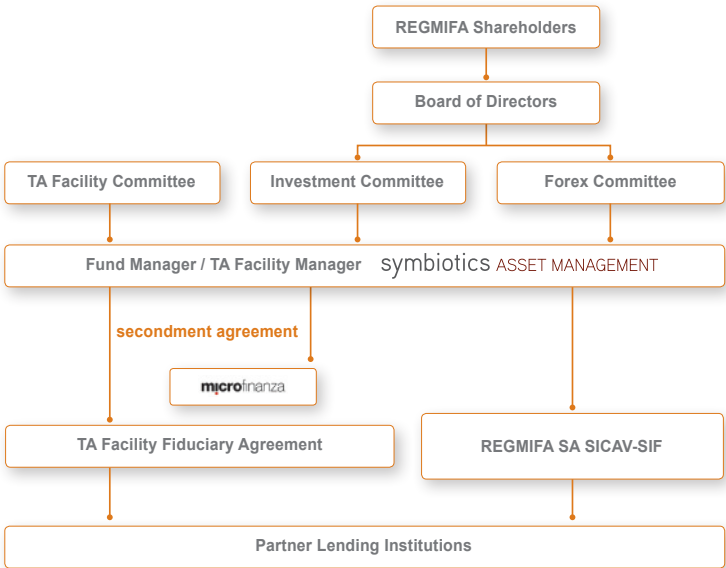 REGMIFA Shareholders
Board of Directors
TA Facility Committee
Investment Committee
Forex Committee
Fund Manager / TA Facility Manager symbiotics ASSET MANAGEMENT
secondment agreement
microfinanza
TA Facility Fiduciary Agreement
REGMIFA SA SICAV-SIF
Partner Lending Institutions